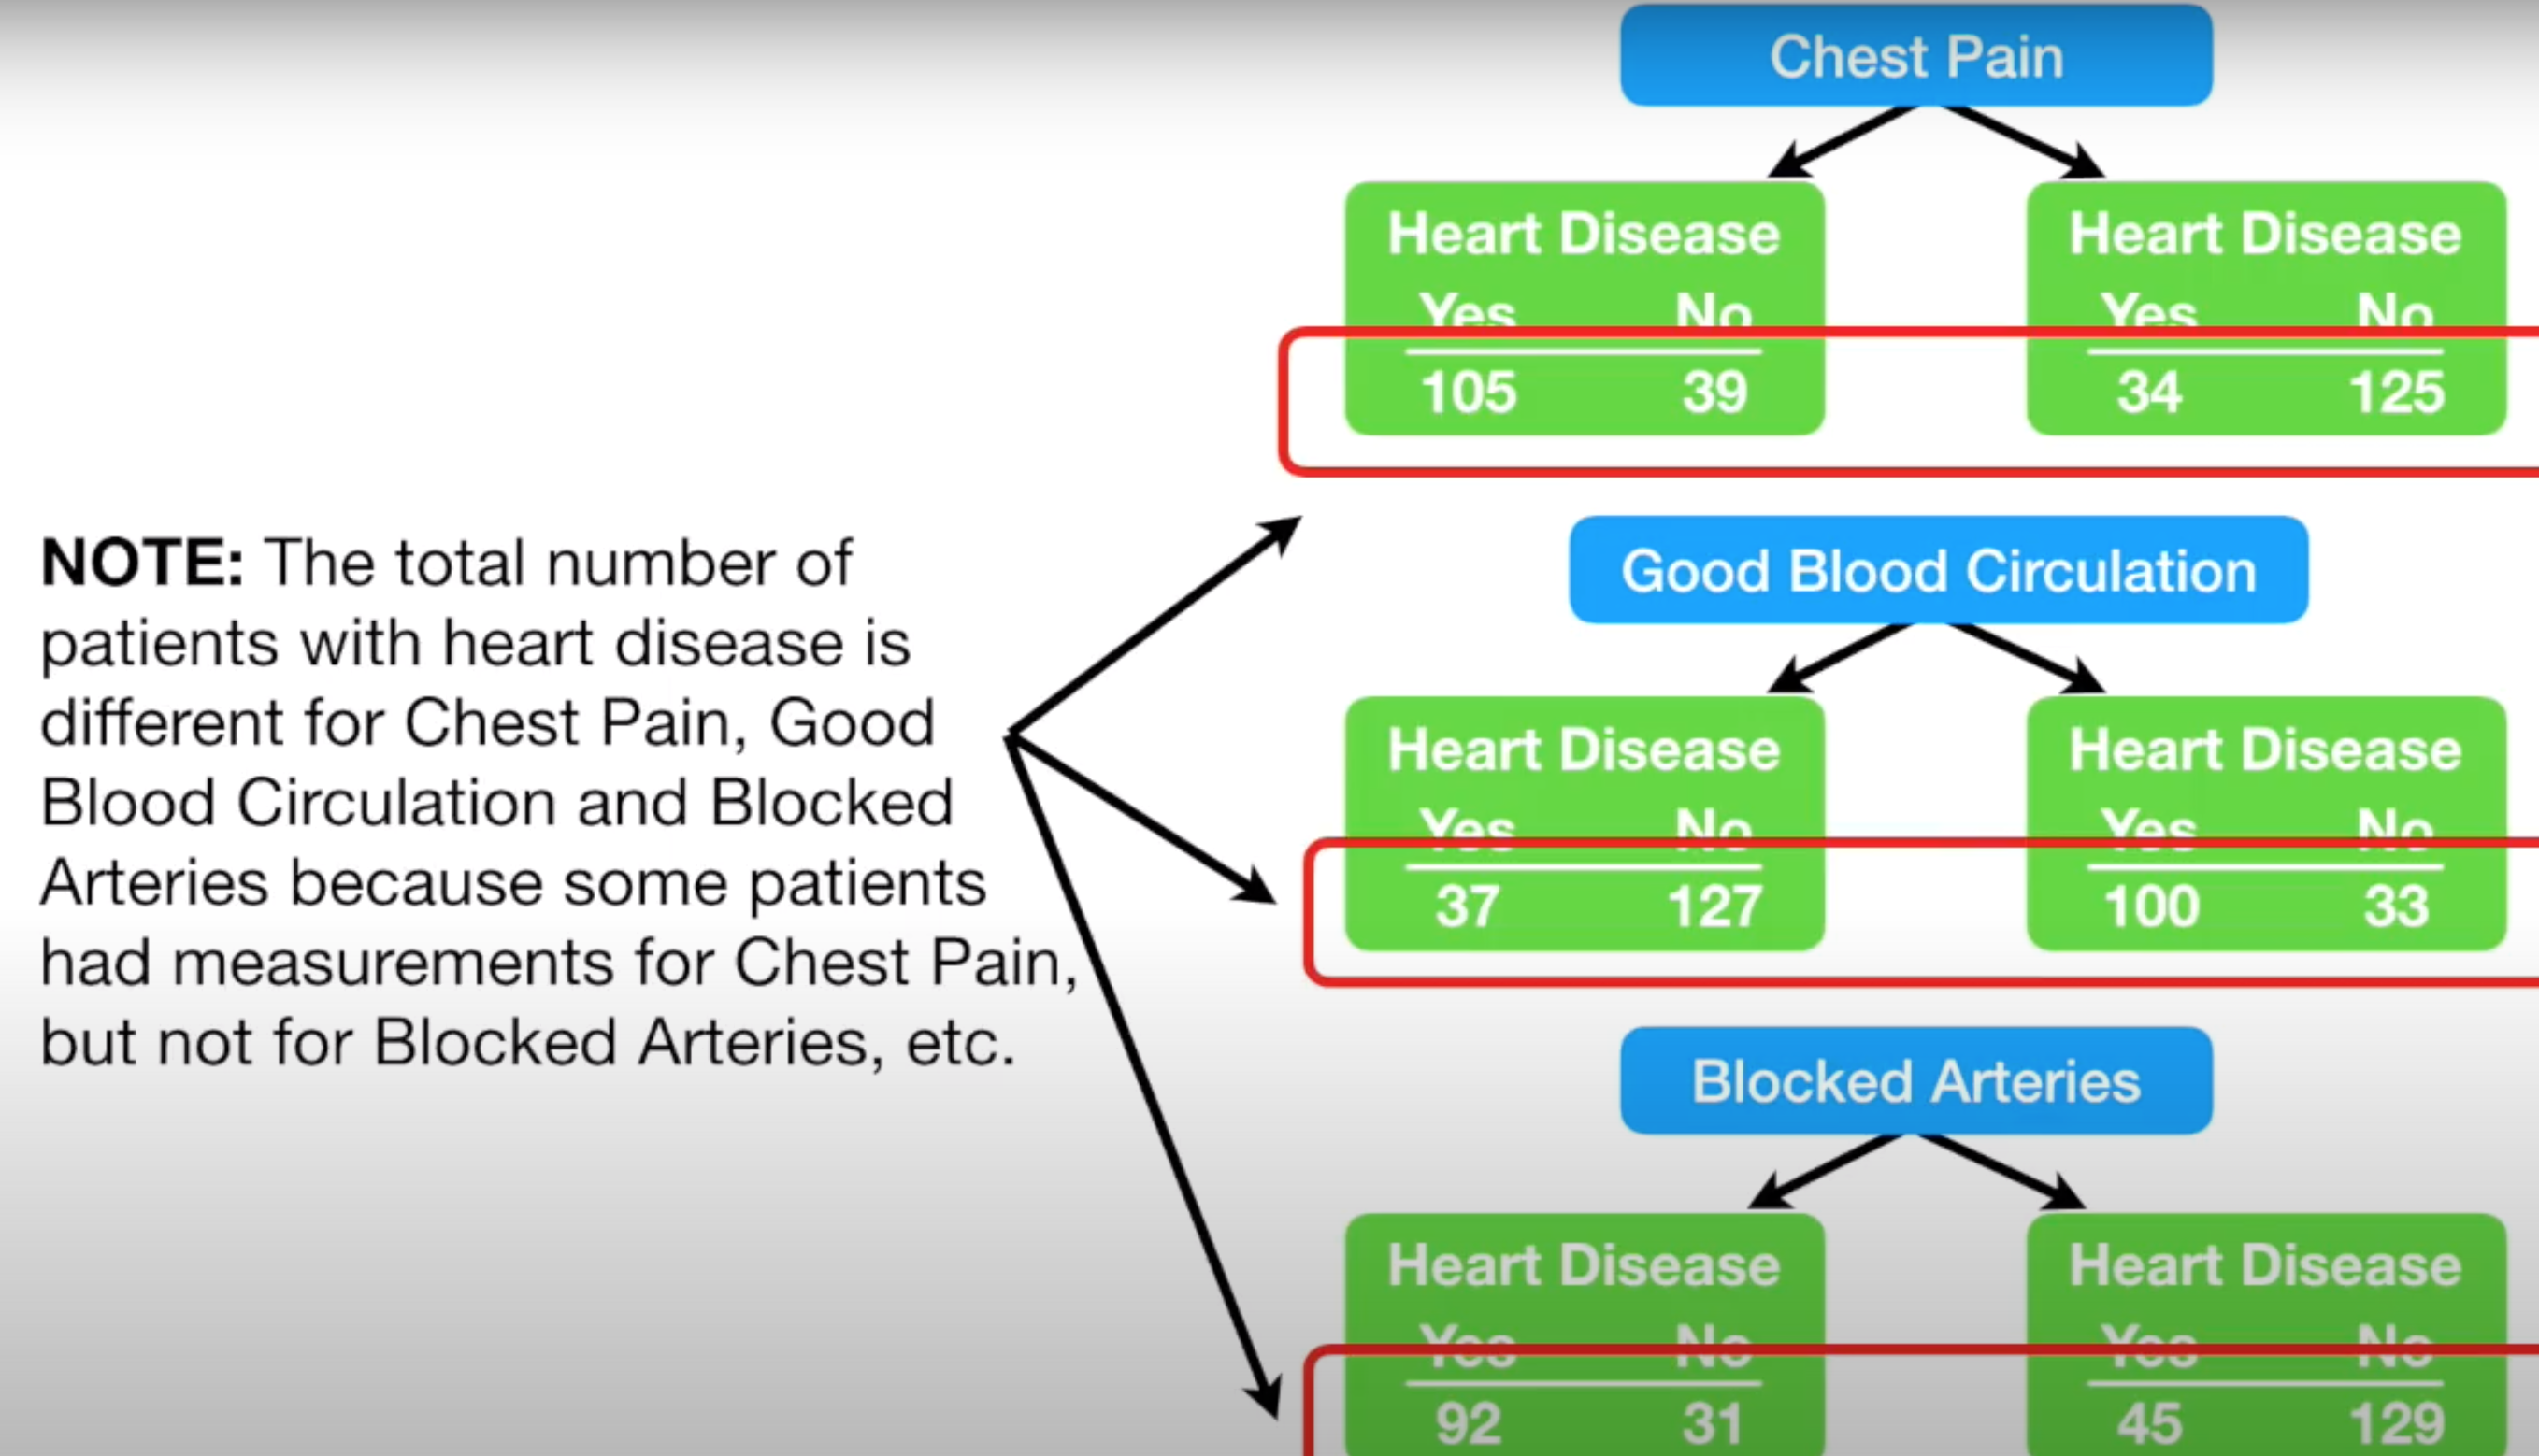 Chest Pain
Heart Disease Heart Disease
Yes No Yes No
105 39 34 125
NOTE: The total number of
patients with heart disease is
different for Chest Pain, Good
Blood Circulation and Blocked
Arteries because some patients
had measurements for Chest Pain,
but not for Blocked Arteries, etc.
Good Blood Circulation
Heart Disease Heart Disease
Yes No Yes No
37 127 100 33
Blocked Arteries
Heart Disease Heart Disease
Yes No Yes No
92 31 45 129